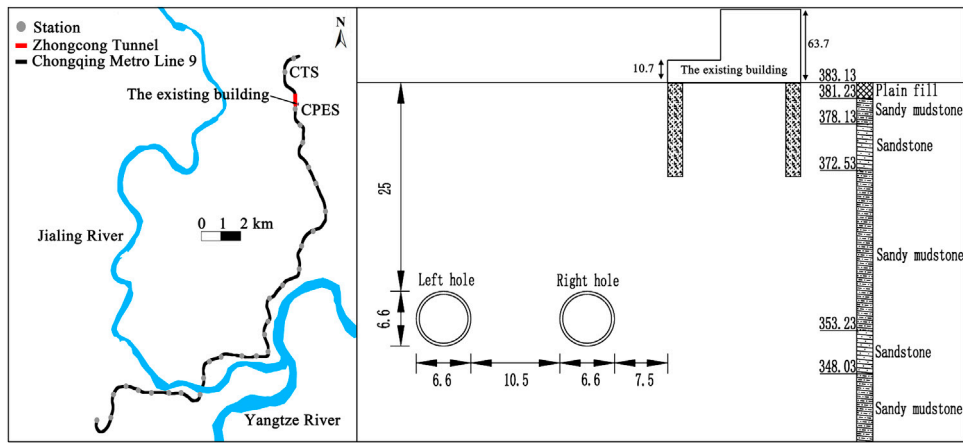 Station
Zhongcong Tunnel
Chongqing Metro Line 9
N
CTS
The existing building
CPES
0 1 2 km
Jialing River
Yangtze River
10.7
The existing building
63.7
383.13
381.23
378.13
372.53
353.23
348.03
Plain fill
Sandy mudstone
Sandstone
Sandy mudstone
Sandstone
Sandy mudstone
25
6.6
Left hole
Right hole
6.6
10.5
6.6
7.5